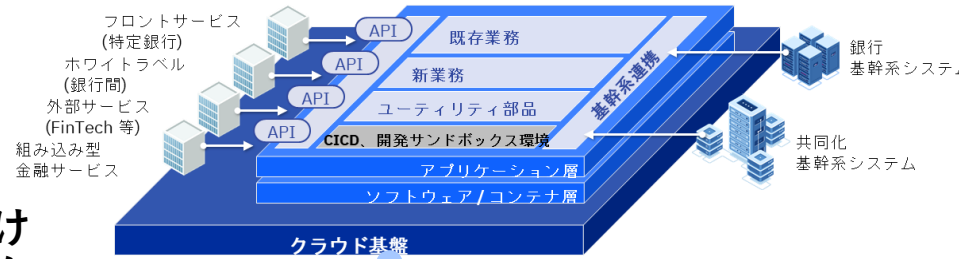 フロントサービス
(特定銀行)
ホワイトラベル
(銀行間)
外部サービス
(FinTech 等)
組み込み型
金融サービス
API
API
API
API
既存業務
新業務
ユーティリティ部品
CICD、開発サンドボックス環境
基幹系連携
アプリケーション層
ソフトウェア/コンテナ層
クラウド基盤
銀行
基幹系システム
共同化
基幹系システム
け